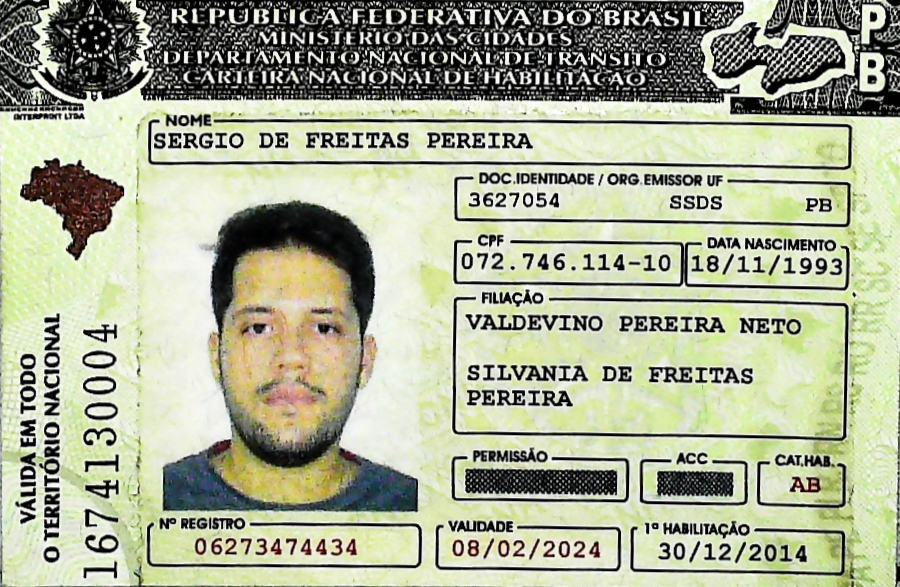 REPÚBLICA FEDERATIVA DO BRASIL
MINISTÉRIO DAS CIDADES
DEPARTAMENTO NACIONAL DE TRÂNSITO
CARTEIRA NACIONAL DE HABILITAÇÃO
PB
INTERPRINT LTDA
NOME
SERGIO DE FREITAS PEREIRA
DOC.IDENTIDADE / ORG.EMISSOR UF
3627054 SSDS PB
CPF
072.746.114-10
DATA NASCIMENTO
18/11/1993
FILIAÇÃO
VALDEVINO PEREIRA NETO
SILVANIA DE FREITAS
PEREIRA
PERMISSÃO
ACC
CAT.HAB.
AB
Nº REGISTRO
06273474434
VALIDADE
08/02/2024
1ª HABILITAÇÃO
30/12/2014
VÁLIDA EM TODO
O TERRITÓRIO NACIONAL
1674130004